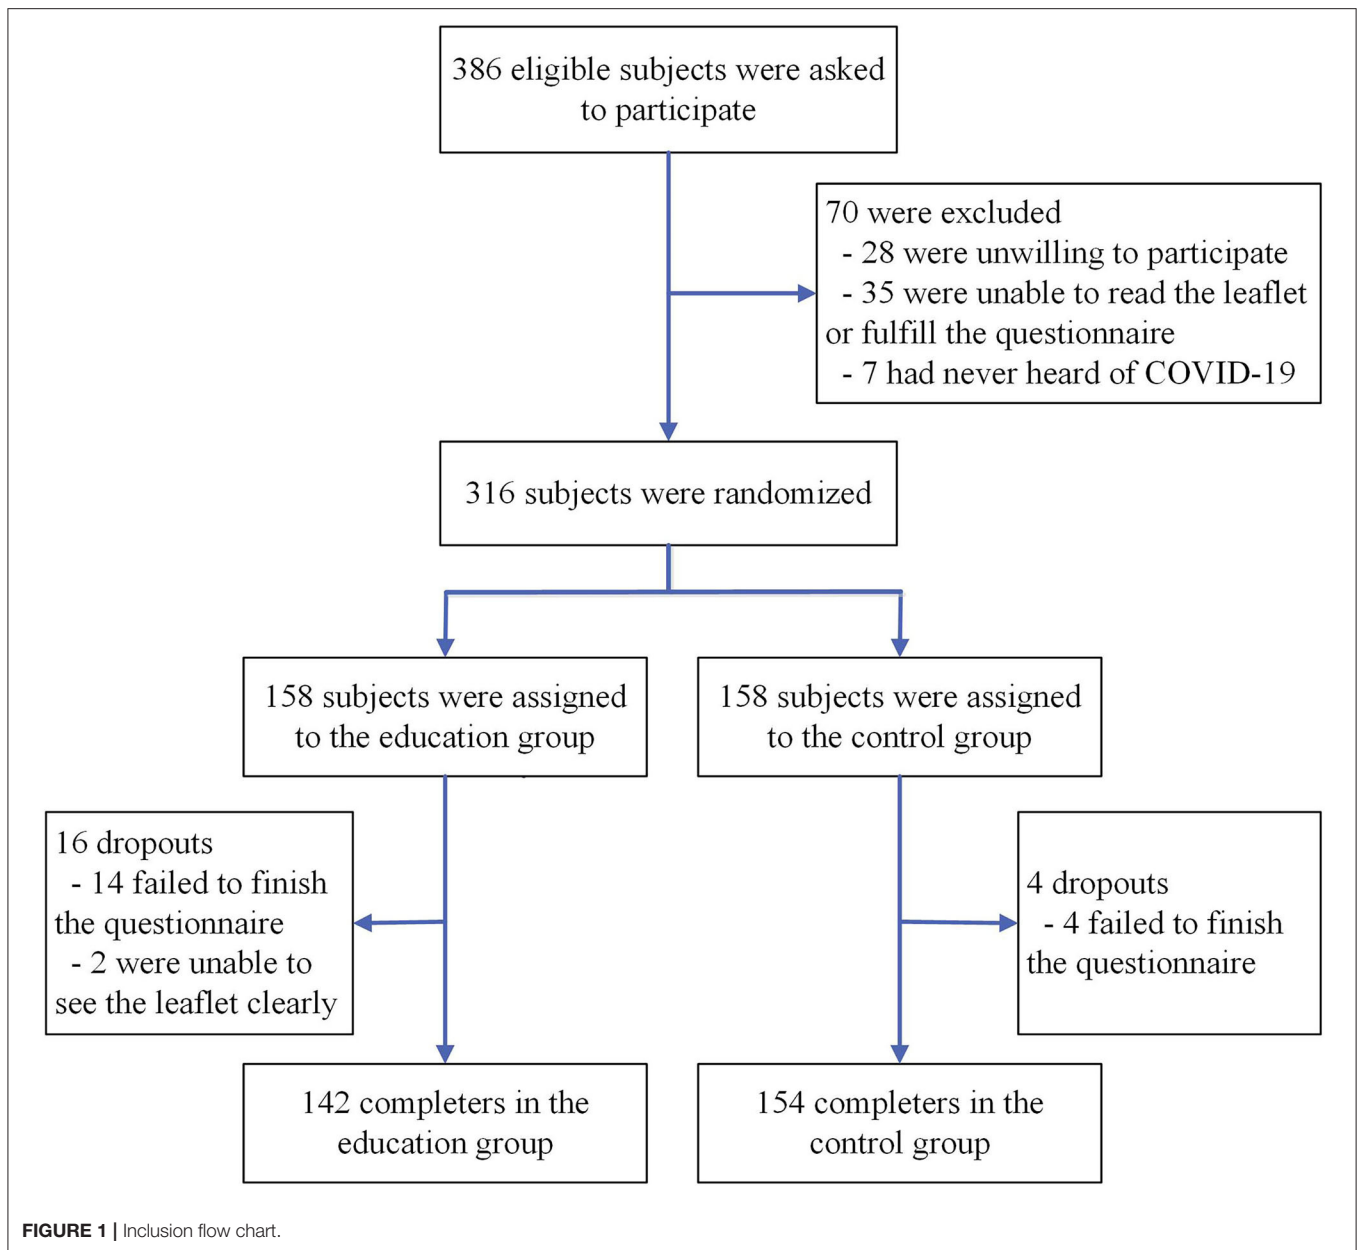 386 eligible subjects were asked
to participate
70 were excluded
- 28 were unwilling to participate
- 35 were unable to read the leaflet
or fulfill the questionnaire
- 7 had never heard of COVID-19
316 subjects were randomized
158 subjects were assigned
to the education group
158 subjects were assigned
to the control group
16 dropouts
- 14 failed to finish
the questionnaire
- 2 were unable to
see the leaflet clearly
4 dropouts
- 4 failed to finish
the questionnaire
142 completers in the
education group
154 completers in the
control group
FIGURE 1 | Inclusion flow chart.